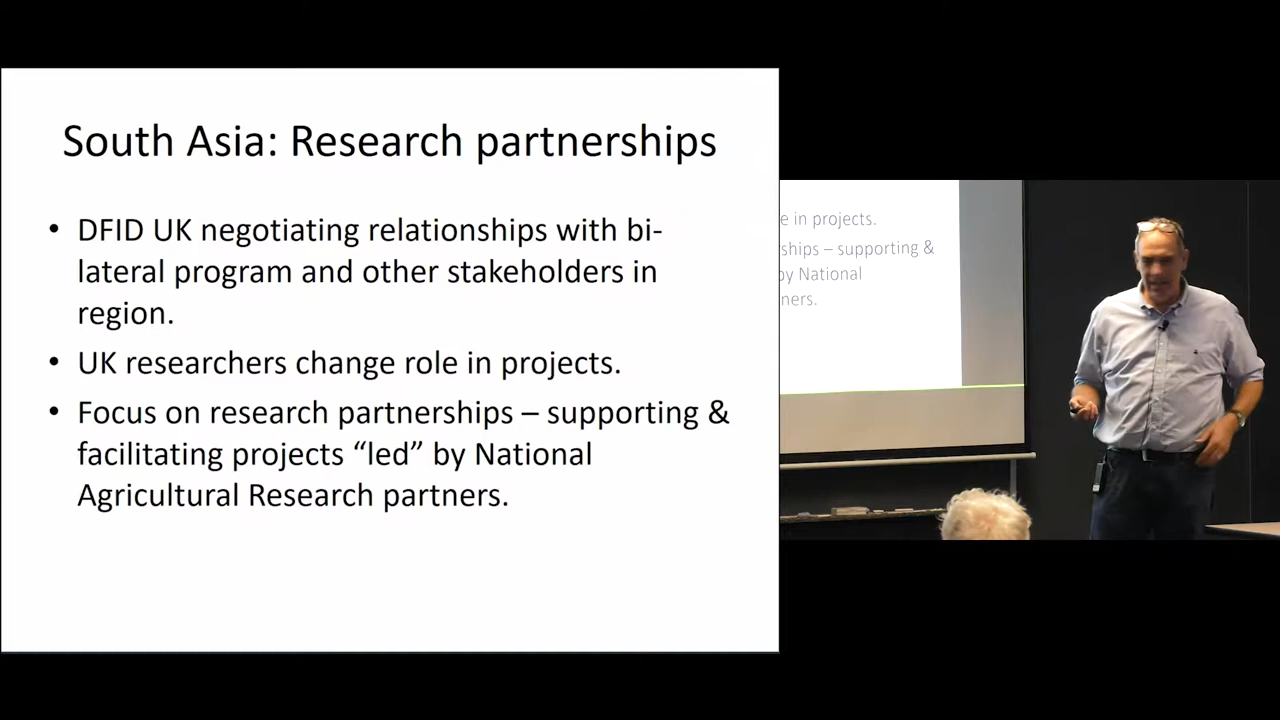 South Asia: Research partnerships
• DFID UK negotiating relationships with bi-
lateral program and other stakeholders in
region.
• UK researchers change role in projects.
• Focus on research partnerships – supporting &
facilitating projects “led” by National
Agricultural Research partners.
e in projects.
ships – supporting &
by National
ners.